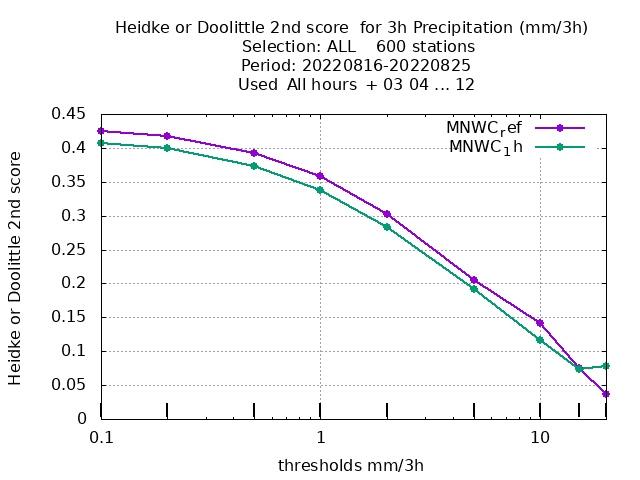 Heidke or Doolittle 2nd score  for 3h Precipitation (mm/3h)
Selection: ALL    600 stations
Period: 20220816-20220825
Used  All hours  + 03 04 ... 12
MNWC_ref
MNWC_1h
Heidke or Doolittle 2nd score
0.45
0.4
0.35
0.3
0.25
0.2
0.15
0.1
0.05
0
0.1 1 10
thresholds mm/3h